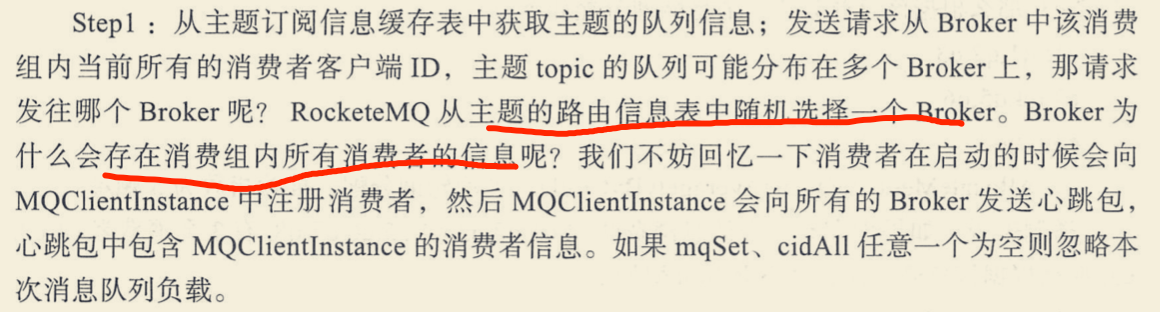 Step1：从主题订阅信息缓存表中获取主题的队列信息；发送请求从 Broker 中该消费
组内当前所有的消费者客户端 ID，主题 topic 的队列可能分布在多个 Broker 上，那请求
发往哪个 Broker 呢？ RocketeMQ 从主题的路由信息表中随机选择一个 Broker。Broker 为
什么会存在消费组内所有消费者的信息呢？我们不妨回忆一下消费者在启动的时候会向
MQClientInstance 中注册消费者，然后 MQClientInstance 会向所有的 Broker 发送心跳包，
心跳包中包含 MQClientInstance 的消费者信息。如果 mqSet、cidAll 任意一个为空则忽略本
次消息队列负载。